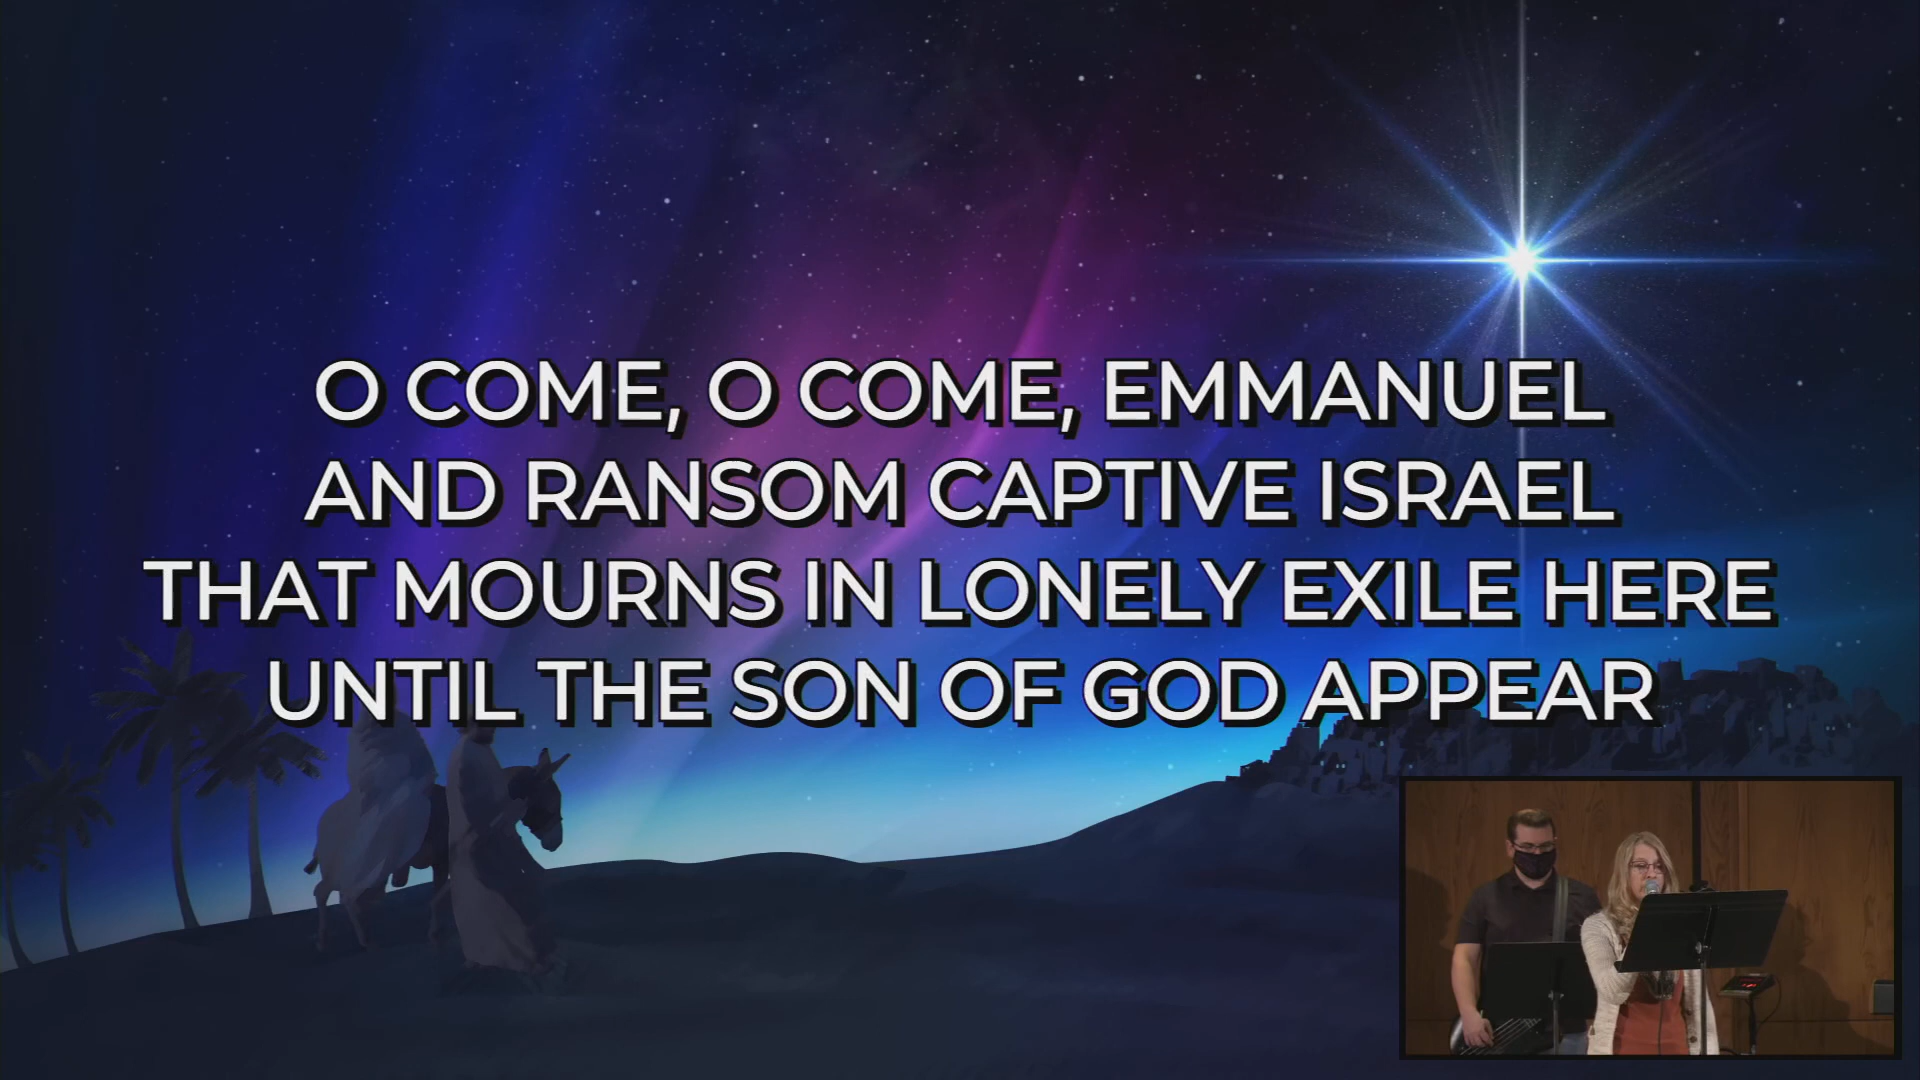 O COME, O COME, EMMANUEL
AND RANSOM CAPTIVE ISRAEL
THAT MOURNS IN LONELY EXILE HERE
UNTIL THE SON OF GOD APPEAR